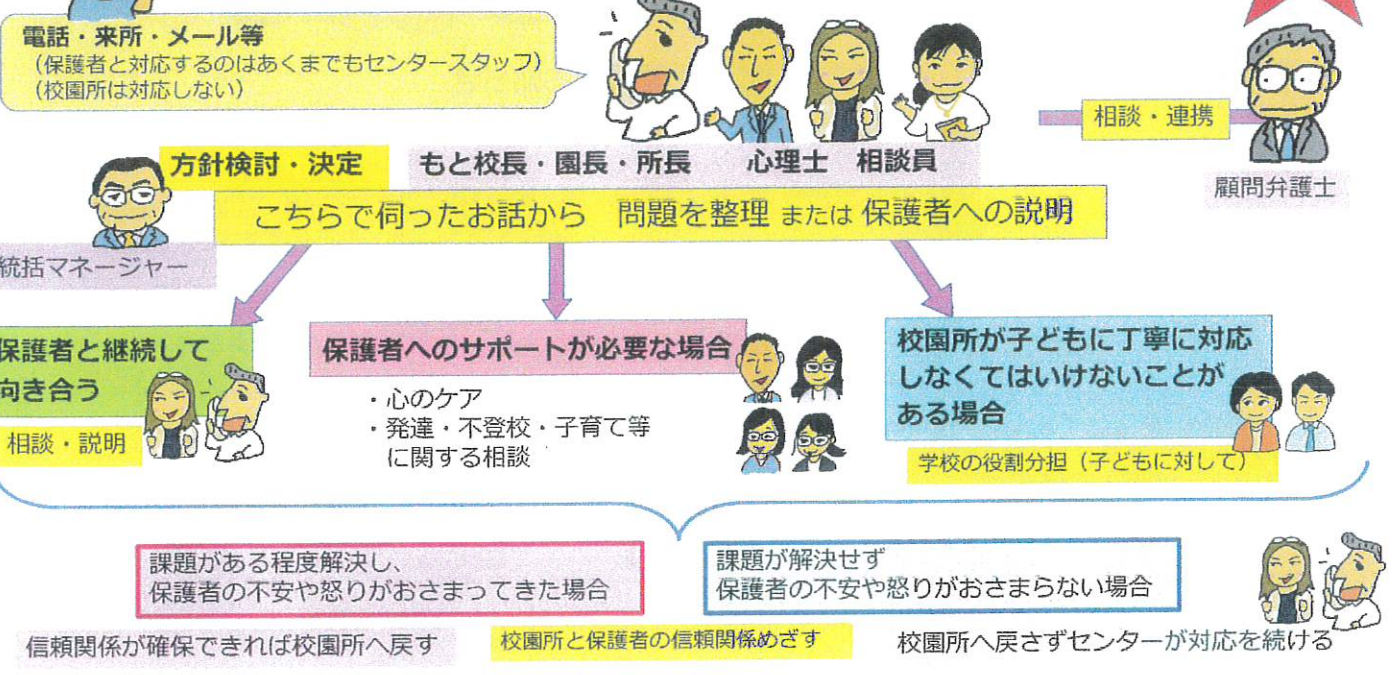 電話・来所・メール等
（保護者と対応するのはあくまでもセンタースタッフ）
（校園所は対応しない）
相談・連携
顧問弁護士
方針検討・決定
もと校長・園長・所長 心理士 相談員
こちらで伺ったお話から 問題を整理 または 保護者への説明
統括マネージャー
保護者と継続して
向き合う
相談・説明
保護者へのサポートが必要な場合
・心のケア
・発達・不登校・子育て等
に関する相談
校園所が子どもに丁寧に対応
しなくてはいけないことが
ある場合
学校の役割分担（子どもに対して）
課題がある程度解決し、
保護者の不安や怒りがおさまってきた場合
課題が解決せず
保護者の不安や怒りがおさまらない場合
信頼関係が確保できれば校園所へ戻す
校園所と保護者の信頼関係めざす
校園所へ戻さずセンターが対応を続ける